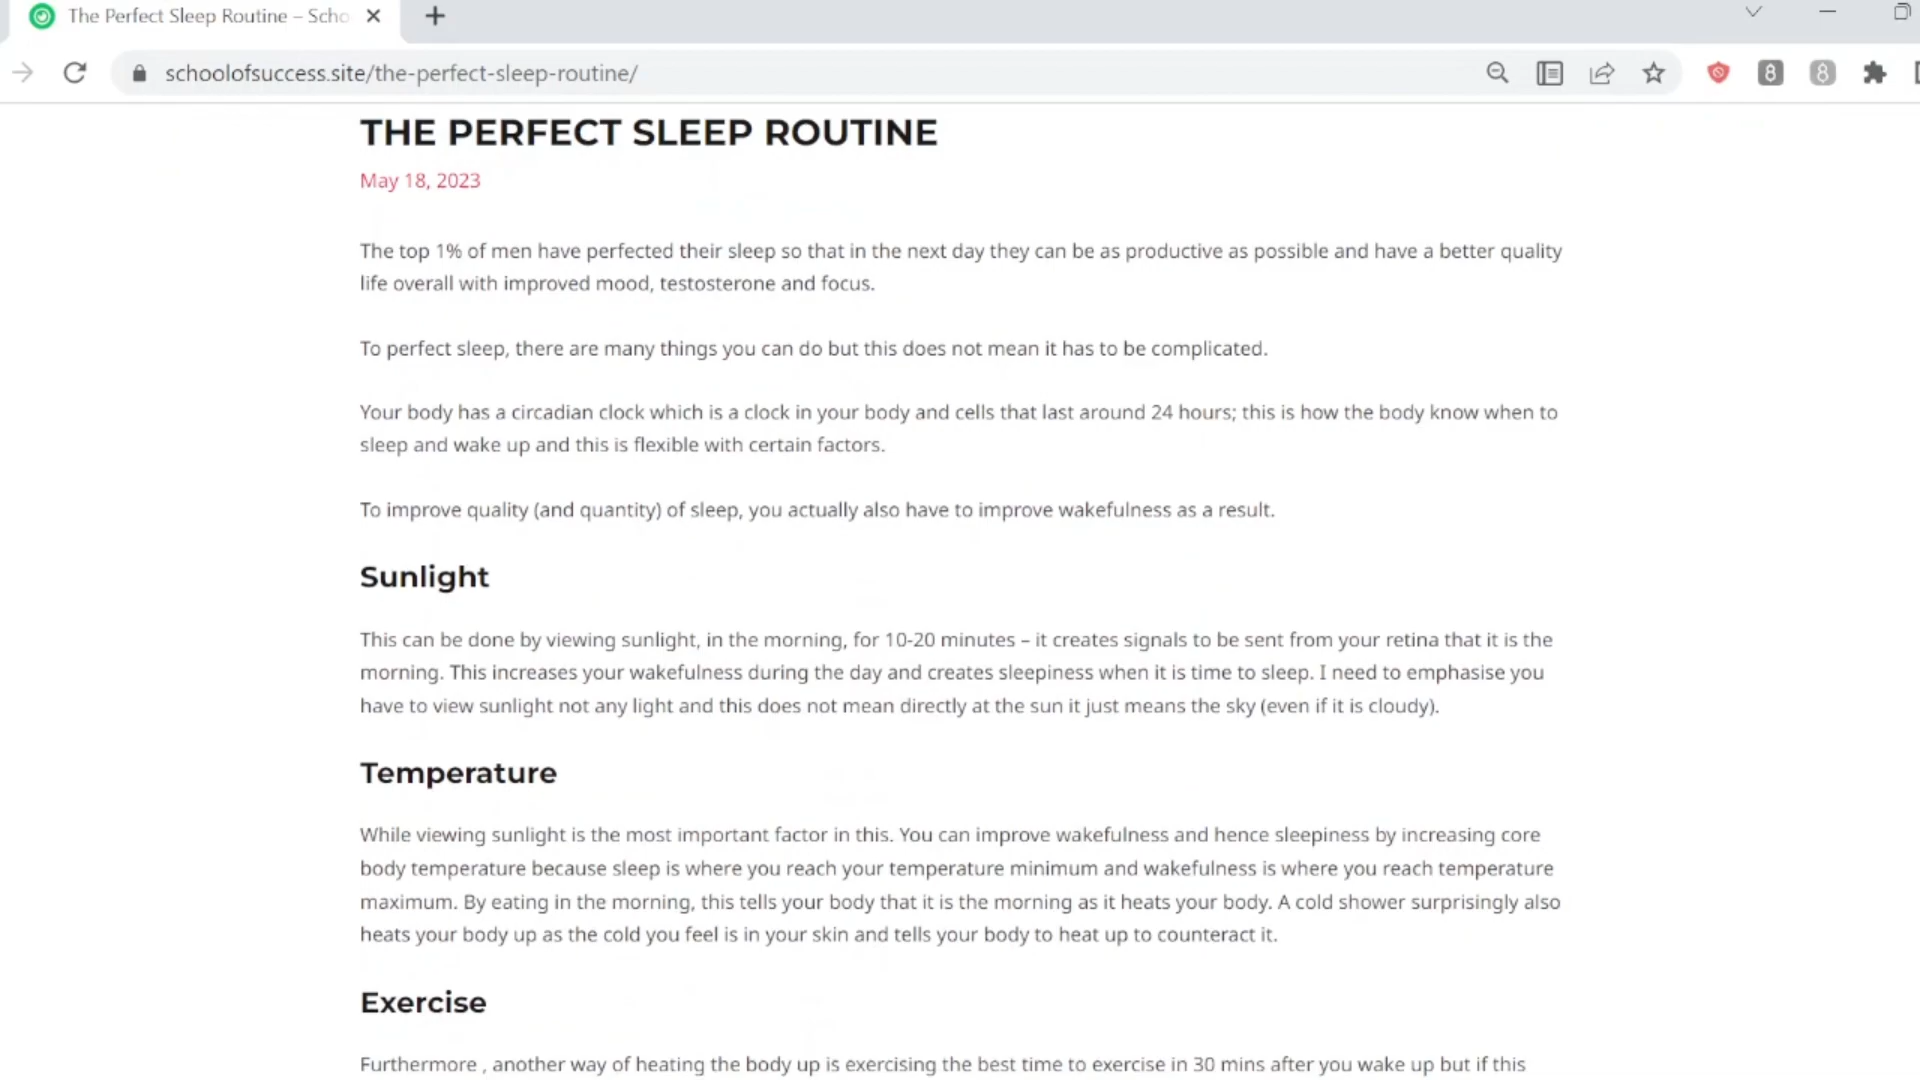 The Perfect Sleep Routine – Scho
schoolofsuccess.site/the-perfect-sleep-routine/
THE PERFECT SLEEP ROUTINE
May 18, 2023
The top 1% of men have perfected their sleep so that in the next day they can be as productive as possible and have a better quality
life overall with improved mood, testosterone and focus.
To perfect sleep, there are many things you can do but this does not mean it has to be complicated.
Your body has a circadian clock which is a clock in your body and cells that last around 24 hours; this is how the body know when to
sleep and wake up and this is flexible with certain factors.
To improve quality (and quantity) of sleep, you actually also have to improve wakefulness as a result.
Sunlight
This can be done by viewing sunlight, in the morning, for 10-20 minutes – it creates signals to be sent from your retina that it is the
morning. This increases your wakefulness during the day and creates sleepiness when it is time to sleep. I need to emphasise you
have to view sunlight not any light and this does not mean directly at the sun it just means the sky (even if it is cloudy).
Temperature
While viewing sunlight is the most important factor in this. You can improve wakefulness and hence sleepiness by increasing core
body temperature because sleep is where you reach your temperature minimum and wakefulness is where you reach temperature
maximum. By eating in the morning, this tells your body that it is the morning as it heats your body. A cold shower surprisingly also
heats your body up as the cold you feel is in your skin and tells your body to heat up to counteract it.
Exercise
Furthermore , another way of heating the body up is exercising the best time to exercise in 30 mins after you wake up but if this